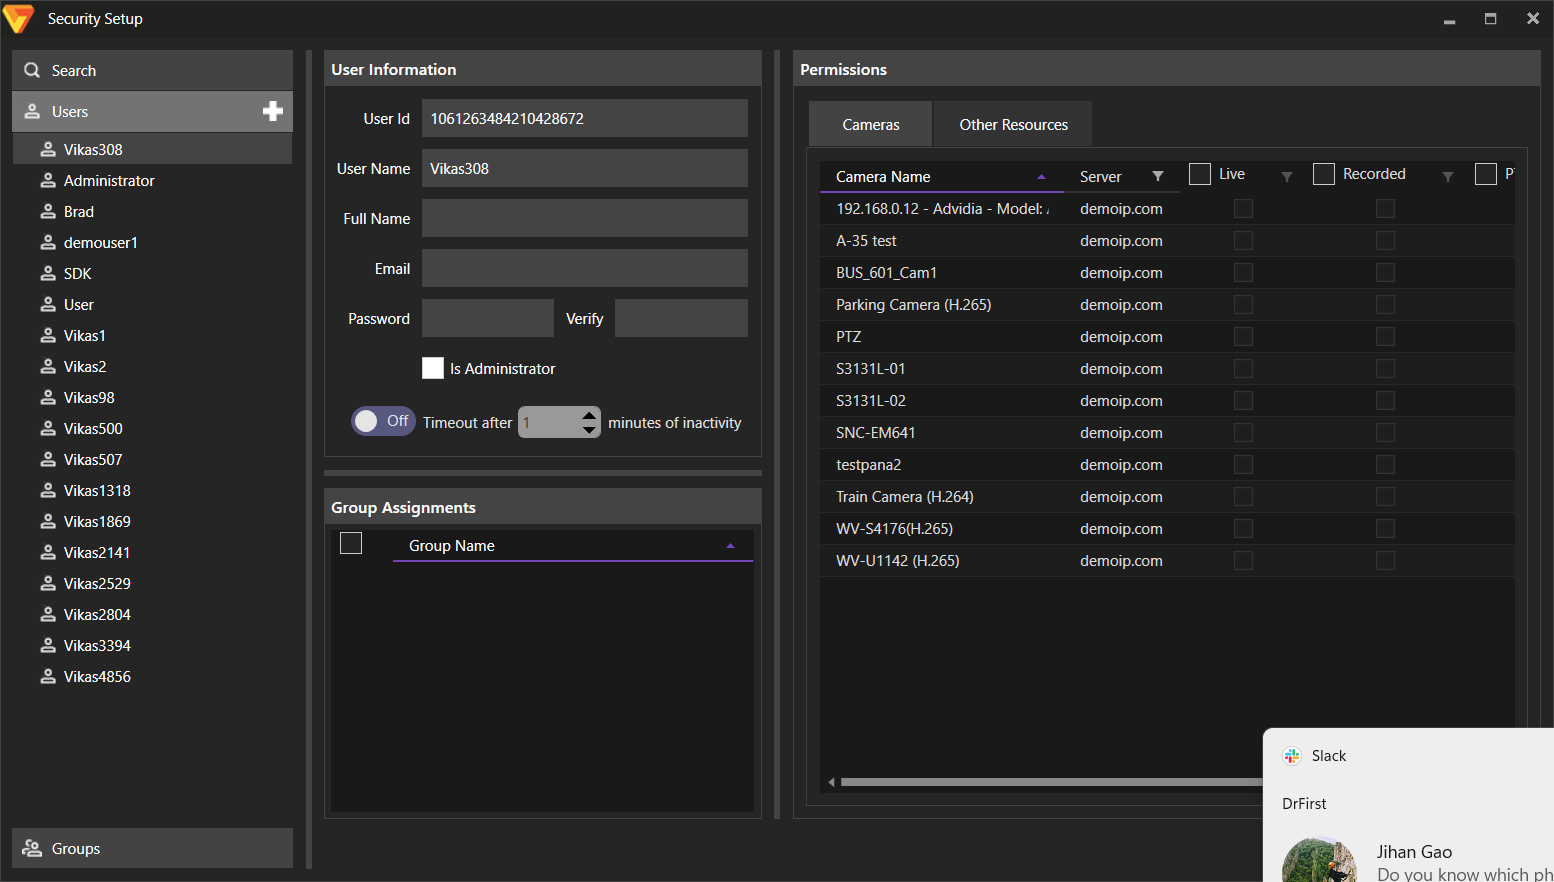 Security Setup
Search
Users
Vikas308
Administrator
Brad
demouser1
SDK
User
Vikas1
Vikas2
Vikas98
Vikas500
Vikas507
Vikas1318
Vikas1869
Vikas2141
Vikas2529
Vikas2804
Vikas3394
Vikas4856
Groups
User Information
User Id 1061263484210428672
User Name Vikas308
Full Name
Email
Password Verify
Is Administrator
Off Timeout after 1 minutes of inactivity
Group Assignments
Group Name
Permissions
Cameras Other Resources
Camera Name Server Live Recorded
192.168.0.12 - Advidia - Model: demoip.com
A-35 test demoip.com
BUS_601_Cam1 demoip.com
Parking Camera (H.265) demoip.com
PTZ demoip.com
S3131L-01 demoip.com
S3131L-02 demoip.com
SNC-EM641 demoip.com
testpana2 demoip.com
Train Camera (H.264) demoip.com
WV-S4176(H.265) demoip.com
WV-U1142 (H.265) demoip.com
Slack
DrFirst
Jihan Gao
Do you know which ph